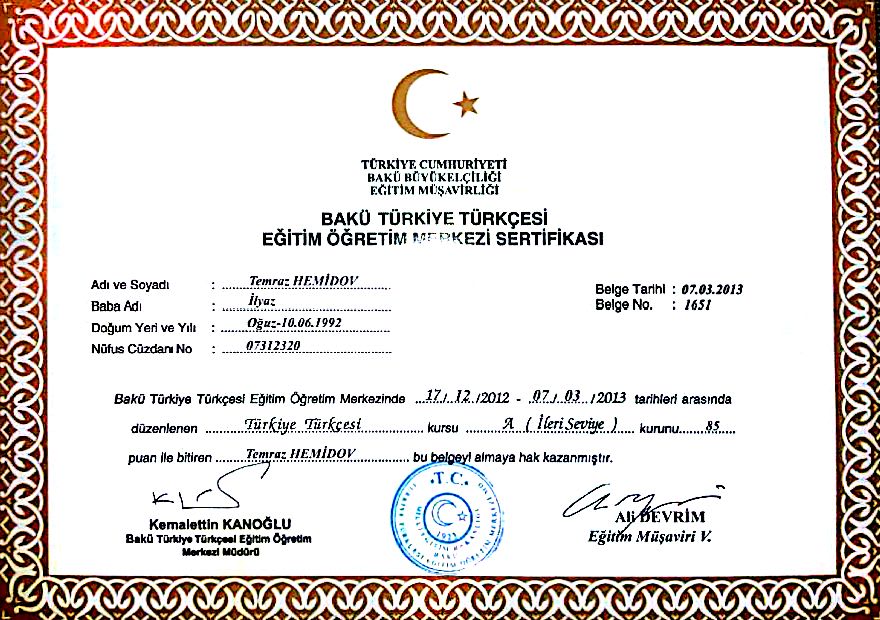 TÜRKİYE CUMHURİYETİ
BAKÜ BÜYÜKELÇİLİĞİ
EĞİTİM MÜŞAVİRLİĞİ
BAKÜ TÜRKİYE TÜRKÇESİ
EĞİTİM ÖĞRETİM MERKEZİ SERTİFİKASI
Adı ve Soyadı : Temraz HEMİDOV
Baba Adı : İlyaz
Doğum Yeri ve Yılı : Oğuz-10.06.1992
Nüfus Cüzdanı No : 07312320
Belge Tarihi : 07.03.2013
Belge No. : 1651
Bakü Türkiye Türkçesi Eğitim Öğretim Merkezinde 17/ 12 /2012 - 07/ 03 /2013 tarihleri arasında
düzenlenen Türkiye Türkçesi kursu A ( İleri Seviye ) kurunu 85
puan ile bitiren Temraz HEMİDOV bu belgeyi almaya hak kazanmıştır.
Kemalettin KANOĞLU
Bakü Türkiye Türkçesi Eğitim Öğretim
Merkezi Müdürü
T.C.
Ali DEVRİM
Eğitim Müşaviri V.